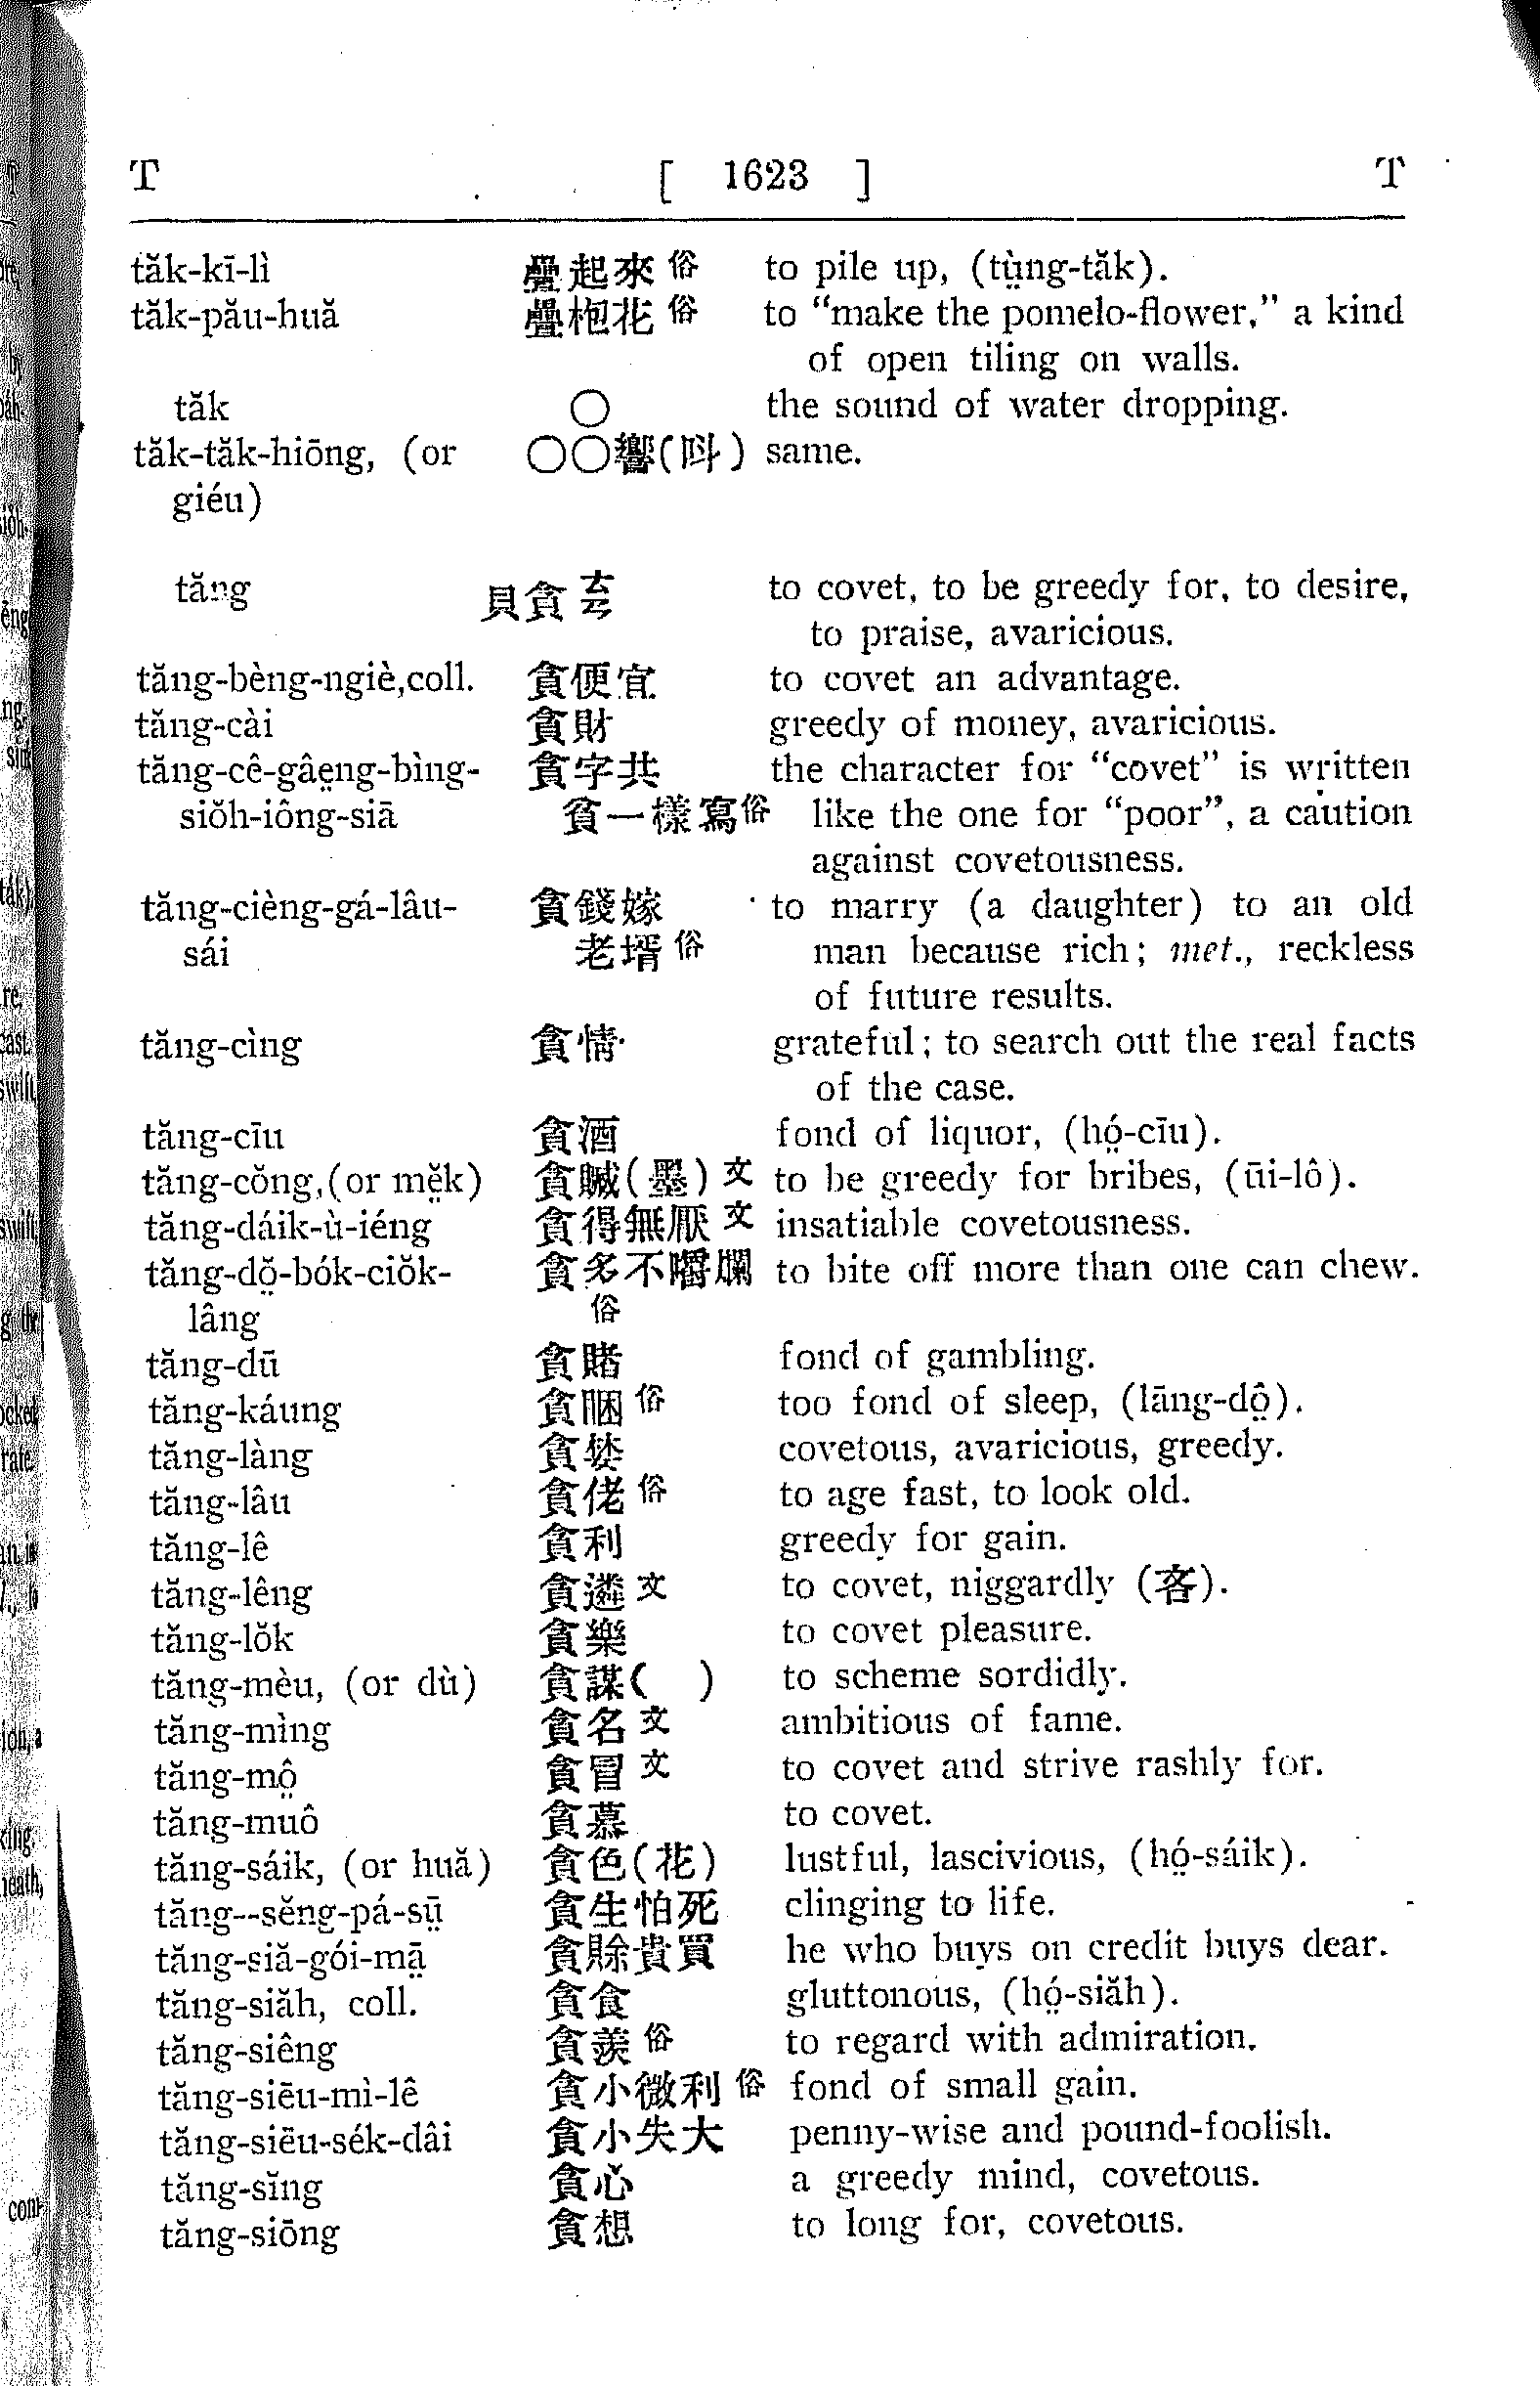 T [ 1623 ] T
tăk-kī-lì 疊起來俗 to pile up, (tṳ̀ng-tăk).
tăk-pău-huă 疊枹花俗 to “make the pomelo-flower,” a kind
of open tiling on walls.
tăk ○ the sound of water dropping.
tăk-tăk-hiōng, (or ○○響(呌) same.
giéu)
tăng 貝貪 to covet, to be greedy for, to desire,
to praise, avaricious.
tăng-bèng-ngiè,coll. 貪便宜 to covet an advantage.
tăng-cài 貪財 greedy of money, avaricious.
tăng-cê-gâe̤ng-bìng- 貪字共 the character for “covet” is written
siŏh-iông-siā 貧一樣寫俗 like the one for “poor”, a caution
against covetousness.
tăng-cièng-gá-lâu- 貪錢嫁 to marry (a daughter) to an old
sái 老壻俗 man because rich; met., reckless
of future results.
tăng-cìng 貪情 grateful; to search out the real facts
of the case.
tăng-cīu 貪酒 fond of liquor, (hó̤-cīu).
tăng-cŏng,(or mĕ̤k) 貪贓(墨)文 to be greedy for bribes, (ūi-lô).
tăng-dáik-ù-iéng 貪得無厭文 insatiable covetousness.
tăng-dŏ̤-bók-ciŏk- 貪多不嚼爛 to bite off more than one can chew.
lâng 俗
tăng-dū 貪賭 fond of gambling.
tăng-káung 貪睏俗 too fond of sleep, (lāng-dô̤).
tăng-làng 貪婪 covetous, avaricious, greedy.
tăng-lâu 貪佬俗 to age fast, to look old.
tăng-lê 貪利 greedy for gain.
tăng-lêng 貪遴文 to covet, niggardly (吝).
tăng-lŏk 貪樂 to covet pleasure.
tăng-mèu, (or dù) 貪謀( ) to scheme sordidly.
tăng-mìng 貪名文 ambitious of fame.
tăng-mô̤ 貪冒文 to covet and strive rashly for.
tăng-muô 貪慕 to covet.
tăng-sáik, (or huă) 貪色(花) lustful, lascivious, (hó̤-sáik).
tăng--sĕng-pá-sṳ̄ 貪生怕死 clinging to life.
tăng-siă-gói-mā̤ 貪賖貴買 he who buys on credit buys dear.
tăng-siăh, coll. 貪食 gluttonous, (hó̤-siăh).
tăng-siêng 貪羨俗 to regard with admiration.
tăng-siēu-mì-lê 貪小微利俗 fond of small gain.
tăng-siēu-sék-dâi 貪小失大 penny-wise and pound-foolish.
tăng-sĭng 貪心 a greedy mind, covetous.
tăng-siōng 貪想 to long for, covetous.